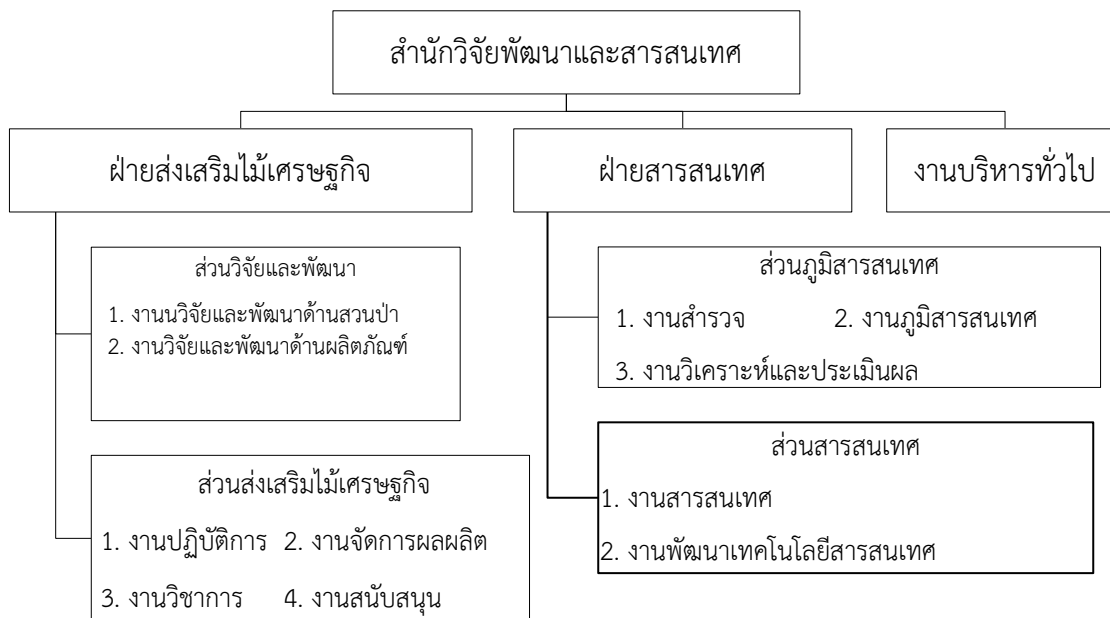 สำนักวิจัยพัฒนาและสารสนเทศ
ฝ่ายส่งเสริมไม้เศรษฐกิจ
ฝ่ายสารสนเทศ
งานบริหารทั่วไป
ส่วนวิจัยและพัฒนา
1. งานนวิจัยและพัฒนาด้านสวนป่า
2. งานวิจัยและพัฒนาด้านผลิตภัณฑ์
ส่วนส่งเสริมไม้เศรษฐกิจ
1. งานปฏิบัติการ 2. งานจัดการผลผลิต
3. งานวิชาการ 4. งานสนับสนุน
ส่วนภูมิสารสนเทศ
1. งานสำรวจ 2. งานภูมิสารสนเทศ
3. งานวิเคราะห์และประเมินผล
ส่วนสารสนเทศ
1. งานสารสนเทศ
2. งานพัฒนาเทคโนโลยีสารสนเทศ